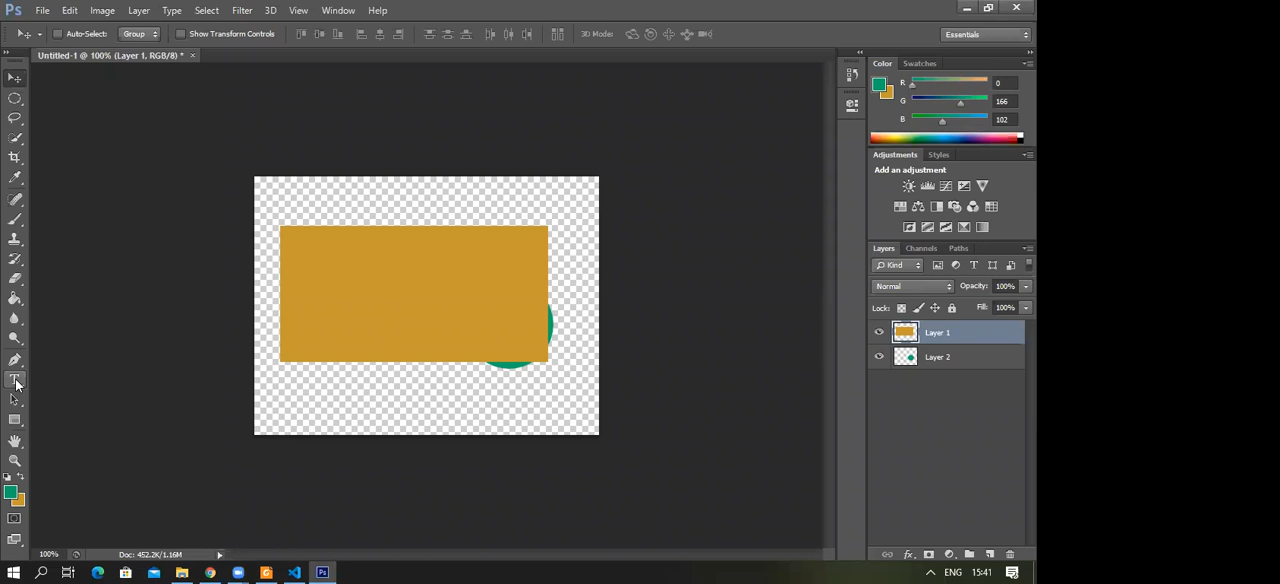 Ps File Edit Image Layer Type Select Filter 3D View Window Help
Auto-Select: Group Show Transform Controls 3D Mode: Essentials
Untitled-1 @ 100% (Layer 1, RGB/8) * ×
Color Swatches
R 0
G 166
B 102
Adjustments Styles
Add an adjustment
Layers Channels Paths
Kind
Normal Opacity: 100%
Lock: Fill: 100%
Layer 1
Layer 2
T
fx
100% Doc: 452.2K/1.16M
Ps ENG 15:41